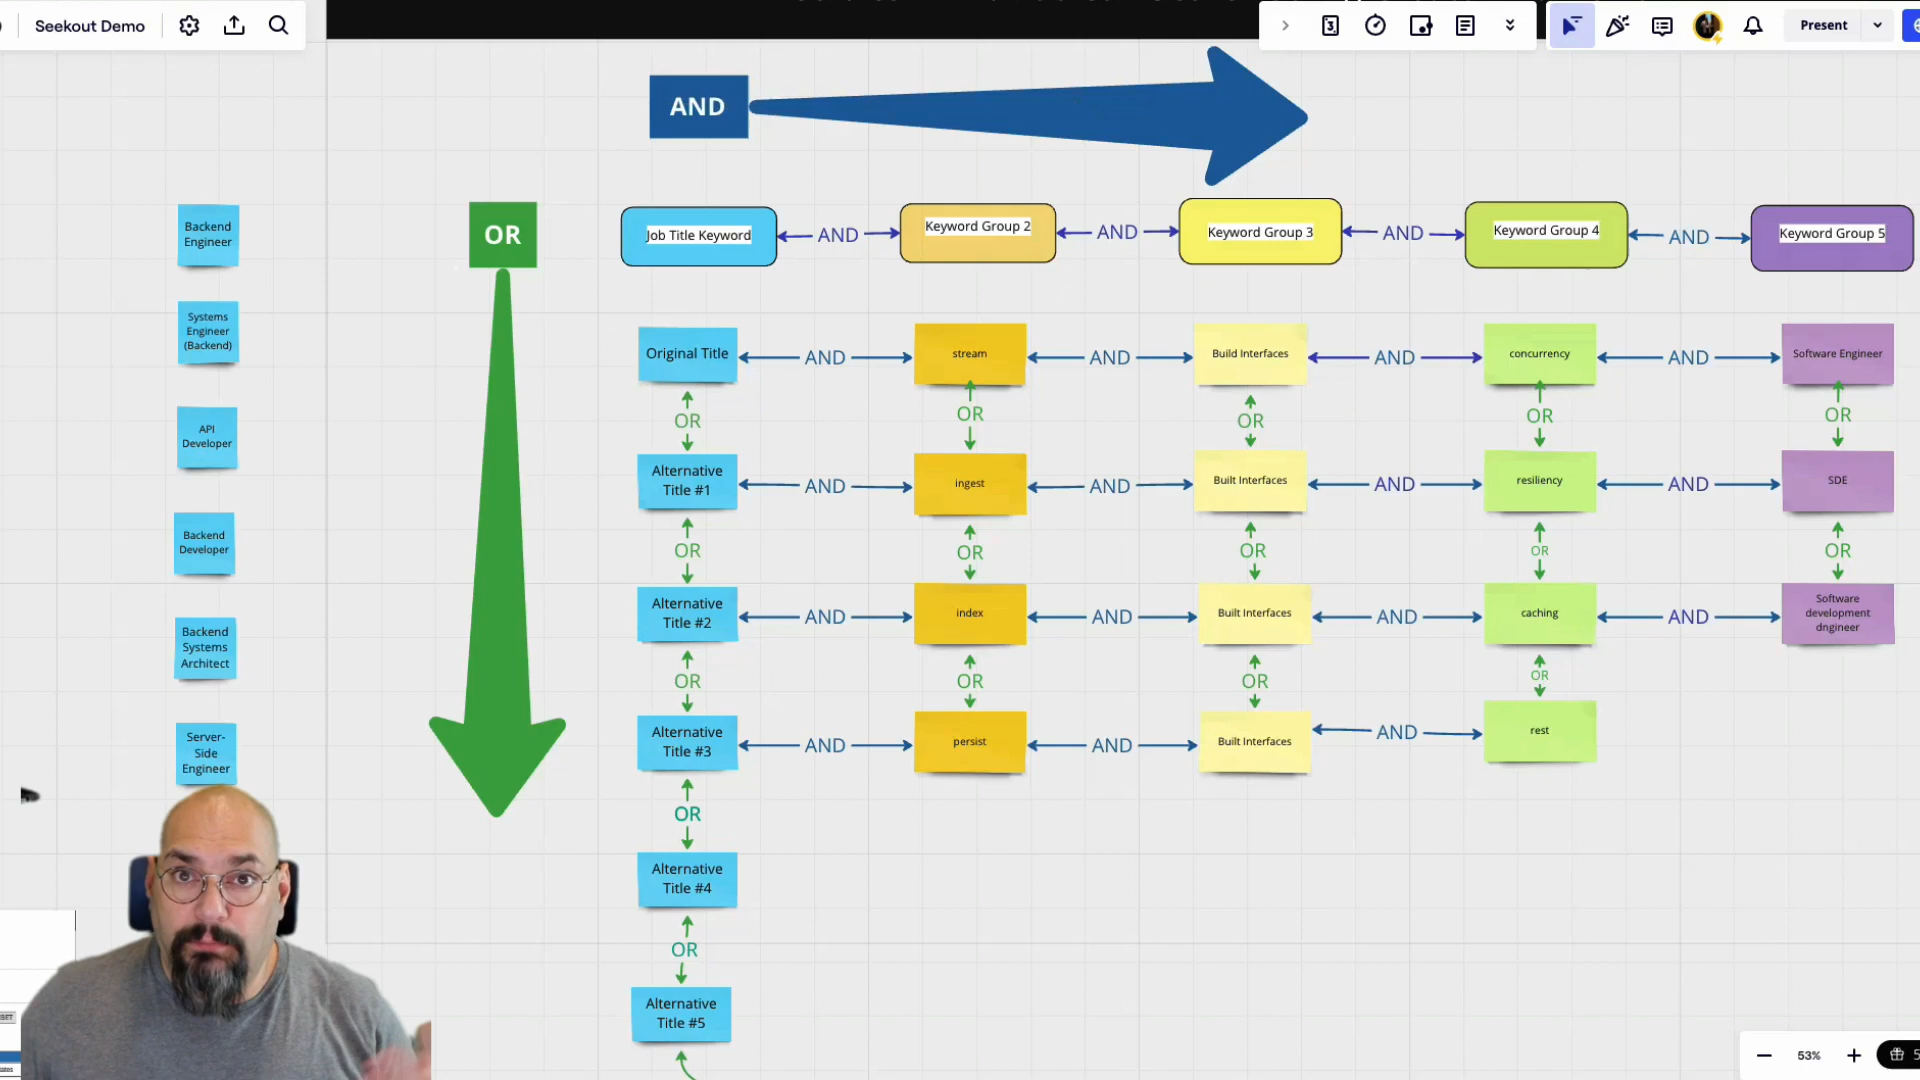 Seekout Demo
3
Present
AND
Backend
Engineer
OR
Job Title Keyword
AND
Keyword Group 2
AND
Keyword Group 3
AND
Keyword Group 4
AND
Keyword Group 5
Systems
Engineer
(Backend)
Original Title
AND
stream
AND
Build Interfaces
AND
concurrency
AND
Software Engineer
OR
OR
OR
OR
OR
API
Developer
Alternative
Title #1
AND
ingest
AND
Built Interfaces
AND
resiliency
AND
SDE
Backend
Developer
OR
OR
OR
OR
OR
Alternative
Title #2
AND
index
AND
Built Interfaces
AND
caching
AND
Software
development
dngineer
Backend
Systems
Architect
OR
OR
OR
OR
Server-
Side
Engineer
Alternative
Title #3
AND
persist
AND
Built Interfaces
AND
rest
OR
Alternative
Title #4
OR
Alternative
Title #5
53%